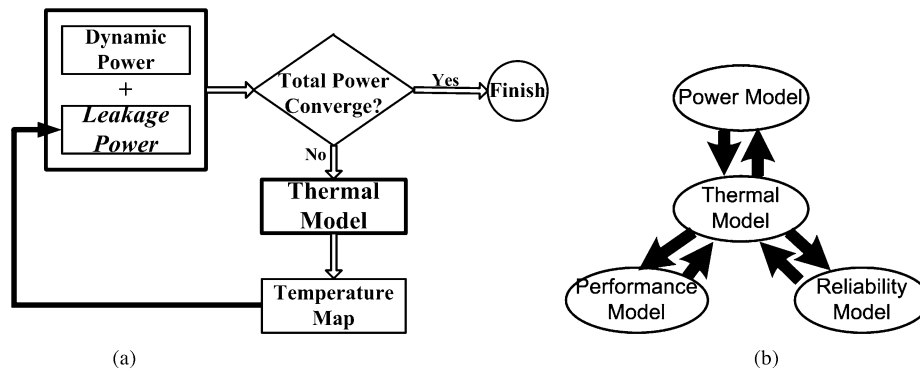 Dynamic
Power
+
Leakage
Power
Total Power
Converge?
Yes
Finish
No
Thermal
Model
Temperature
Map
(a)
Power Model
Thermal
Model
Performance
Model
Reliability
Model
(b)